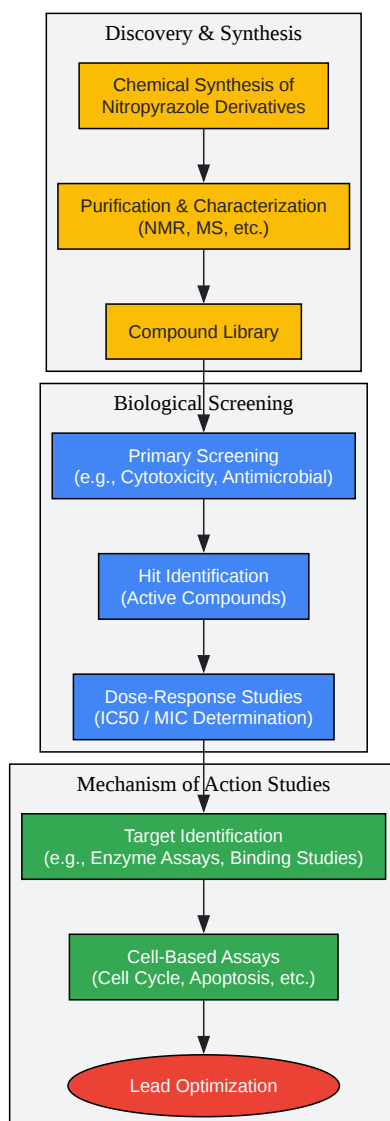 Discovery & Synthesis
Chemical Synthesis of
Nitropyrazole Derivatives
Purification & Characterization
(NMR, MS, etc.)
Compound Library
Biological Screening
Primary Screening
(e.g., Cytotoxicity, Antimicrobial)
Hit Identification
(Active Compounds)
Dose-Response Studies
(IC50 / MIC Determination)
Mechanism of Action Studies
Target Identification
(e.g., Enzyme Assays, Binding Studies)
Cell-Based Assays
(Cell Cycle, Apoptosis, etc.)
Lead Optimization